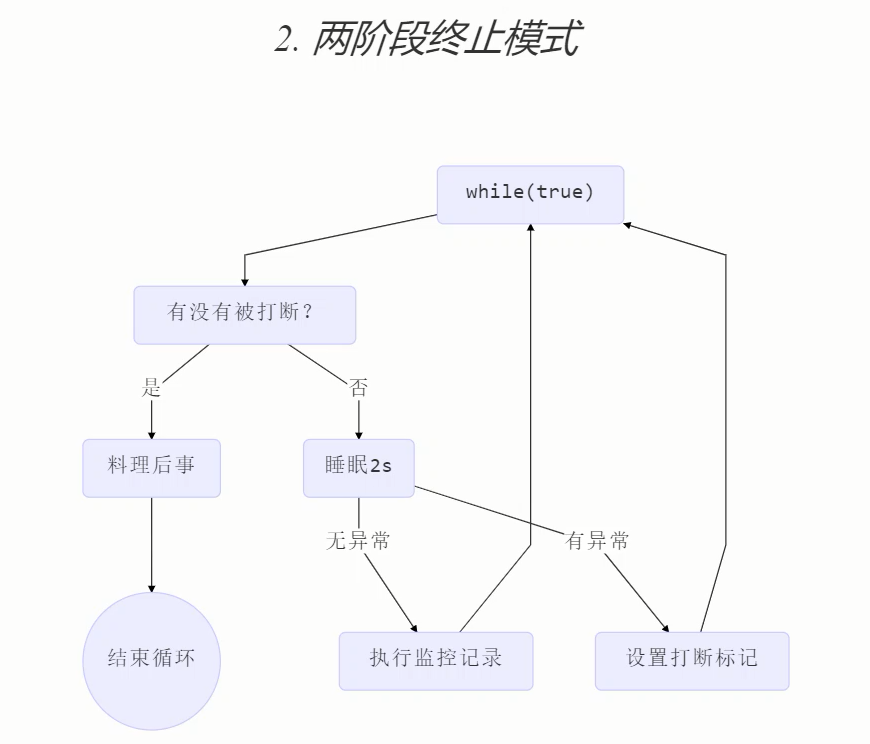 2. 两阶段终止模式
while(true)
有没有被打断？
是
否
料理后事
睡眠2s
无异常
有异常
结束循环
执行监控记录
设置打断标记